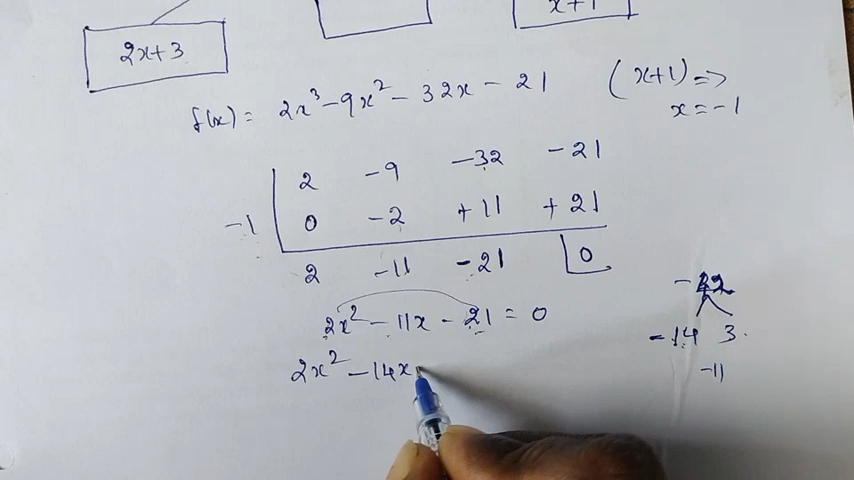 x+1
2x+3
f(x) = 2x³ - 9x² - 32x - 21 (x+1) =>
x = -1
2 -9 -32 -21
-1 0 -2 +11 +21
2 -11 -21 0
2x² - 11x - 21 = 0
-42
-14 3
-11
2x² - 14x